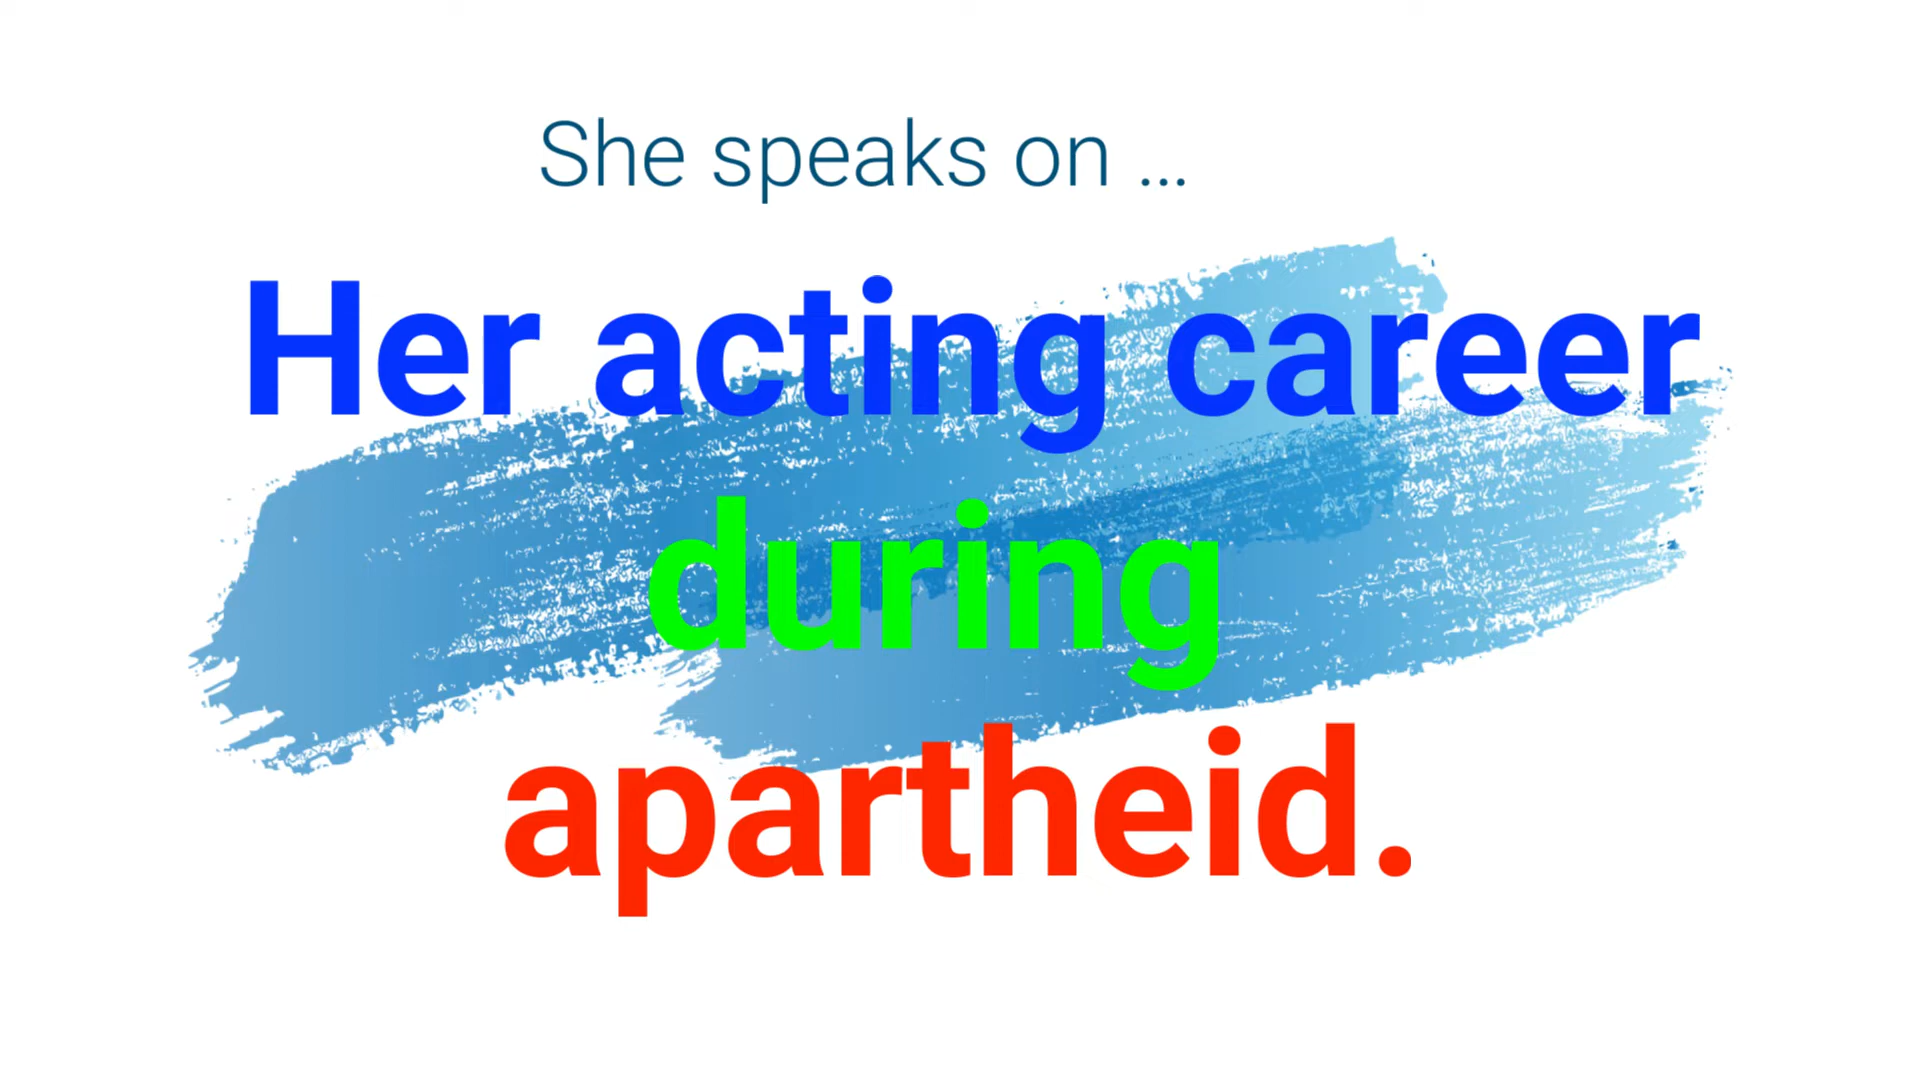 She speaks on ...
Her acting career
during
apartheid.